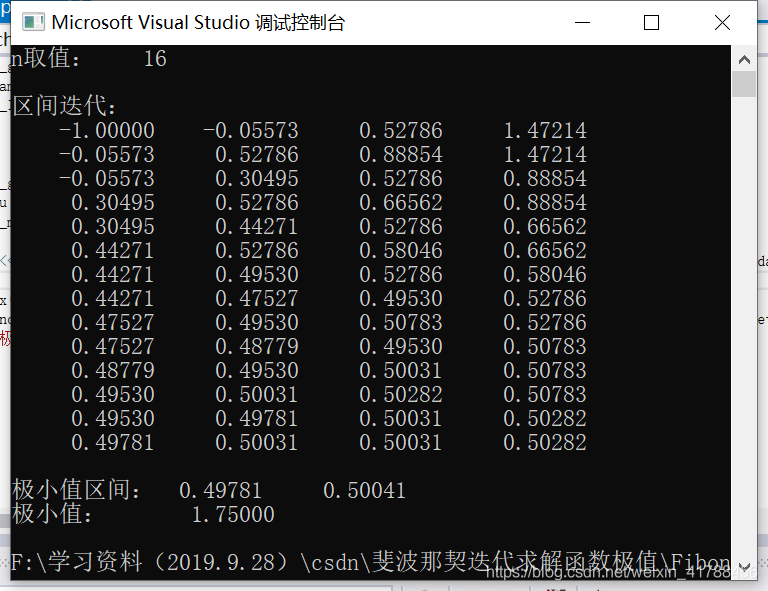 Microsoft Visual Studio 调试控制台
n取值: 16
区间迭代:
-1.00000 -0.05573 0.52786 1.47214
-0.05573 0.52786 0.88854 1.47214
-0.05573 0.30495 0.52786 0.88854
0.30495 0.52786 0.66562 0.88854
0.30495 0.44271 0.52786 0.66562
0.44271 0.52786 0.58046 0.66562
0.44271 0.49530 0.52786 0.58046
0.44271 0.47527 0.49530 0.52786
0.47527 0.49530 0.50783 0.52786
0.47527 0.48779 0.49530 0.50783
0.48779 0.49530 0.50031 0.50783
0.49530 0.50031 0.50282 0.50783
0.49530 0.49781 0.50031 0.50282
0.49781 0.50031 0.50031 0.50282
极小值区间: 0.49781 0.50041
极小值: 1.75000
F:\学习资料（2019.9.28）\csdn\斐波那契迭代求解函数极值\Fibon